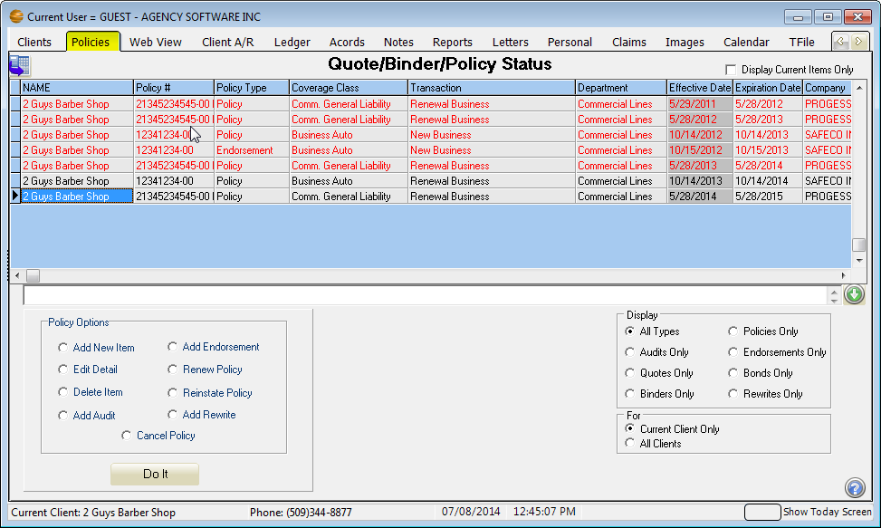 Current User = GUEST - AGENCY SOFTWARE INC
Clients Policies Web View Client A/R Ledger Acords Notes Reports Letters Personal Claims Images Calendar TFile
Quote/Binder/Policy Status
Display Current Items Only
NAME Policy # Policy Type Coverage Class Transaction Department Effective Date Expiration Date Company
2 Guys Barber Shop 21345234545-00 Policy Comm. General Liability Renewal Business Commercial Lines 5/29/2011 5/28/2012 PROGESS
2 Guys Barber Shop 21345234545-00 Policy Comm. General Liability Renewal Business Commercial Lines 5/28/2012 5/28/2013 PROGESS
2 Guys Barber Shop 12341234-00 Policy Business Auto New Business Commercial Lines 10/14/2012 10/14/2013 SAFECO IN
2 Guys Barber Shop 12341234-00 Endorsement Business Auto New Business Commercial Lines 10/15/2012 10/15/2013 SAFECO IN
2 Guys Barber Shop 21345234545-00 Policy Comm. General Liability Renewal Business Commercial Lines 5/28/2013 5/28/2014 PROGESS
2 Guys Barber Shop 12341234-00 Policy Business Auto Renewal Business Commercial Lines 10/14/2013 10/14/2014 SAFECO IN
2 Guys Barber Shop 21345234545-00 Policy Comm. General Liability Renewal Business Commercial Lines 5/28/2014 5/28/2015 PROGESS
Policy Options
Add New Item Add Endorsement
Edit Detail Renew Policy
Delete Item Reinstate Policy
Add Audit Add Rewrite
Cancel Policy
Do It
Display
All Types Policies Only
Audits Only Endorsements Only
Quotes Only Bonds Only
Binders Only Rewrites Only
For
Current Client Only
All Clients
Current Client: 2 Guys Barber Shop Phone: (509)344-8877 07/08/2014 12:45:07 PM Show Today Screen